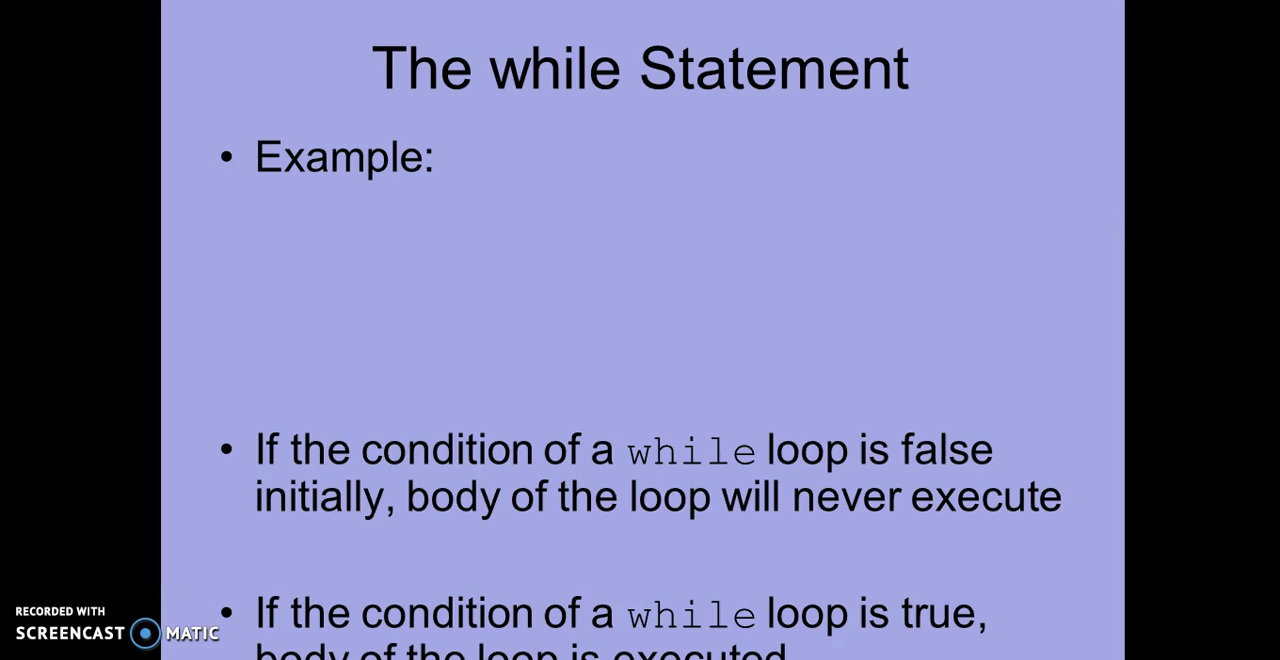 The while Statement
• Example:
• If the condition of a while loop is false
initially, body of the loop will never execute
• If the condition of a while loop is true,
body of the loop is executed
RECORDED WITH
SCREENCAST MATIC